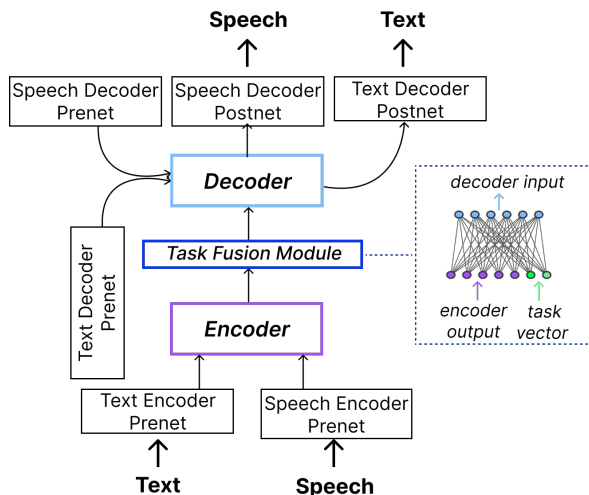 Speech
Text
Speech Decoder
Prenet
Speech Decoder
Postnet
Text Decoder
Postnet
Decoder
decoder input
Task Fusion Module
Text Decoder
Prenet
encoder
output
task
vector
Encoder
Text Encoder
Prenet
Speech Encoder
Prenet
Text
Speech